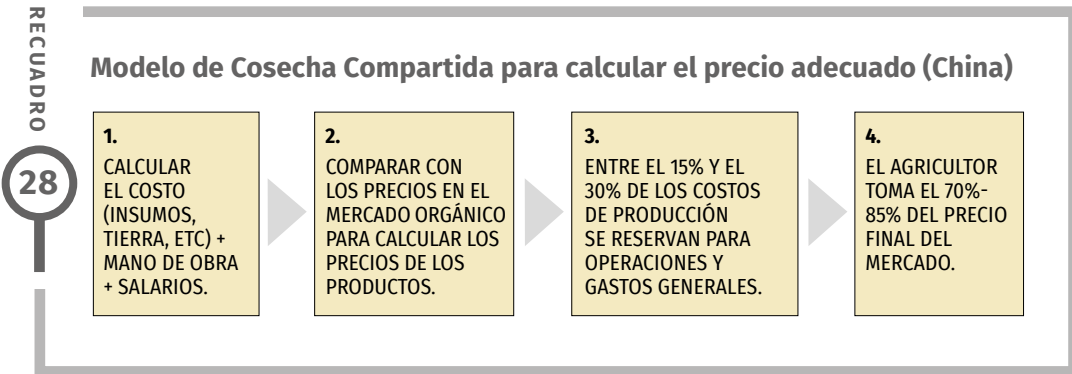 RECUADRO
28
Modelo de Cosecha Compartida para calcular el precio adecuado (China)
1.
CALCULAR
EL COSTO
(INSUMOS,
TIERRA, ETC) +
MANO DE OBRA
+ SALARIOS.
2.
COMPARAR CON
LOS PRECIOS EN EL
MERCADO ORGÁNICO
PARA CALCULAR LOS
PRECIOS DE LOS
PRODUCTOS.
3.
ENTRE EL 15% Y EL
30% DE LOS COSTOS
DE PRODUCCIÓN
SE RESERVAN PARA
OPERACIONES Y
GASTOS GENERALES.
4.
EL AGRICULTOR
TOMA EL 70%-
85% DEL PRECIO
FINAL DEL
MERCADO.